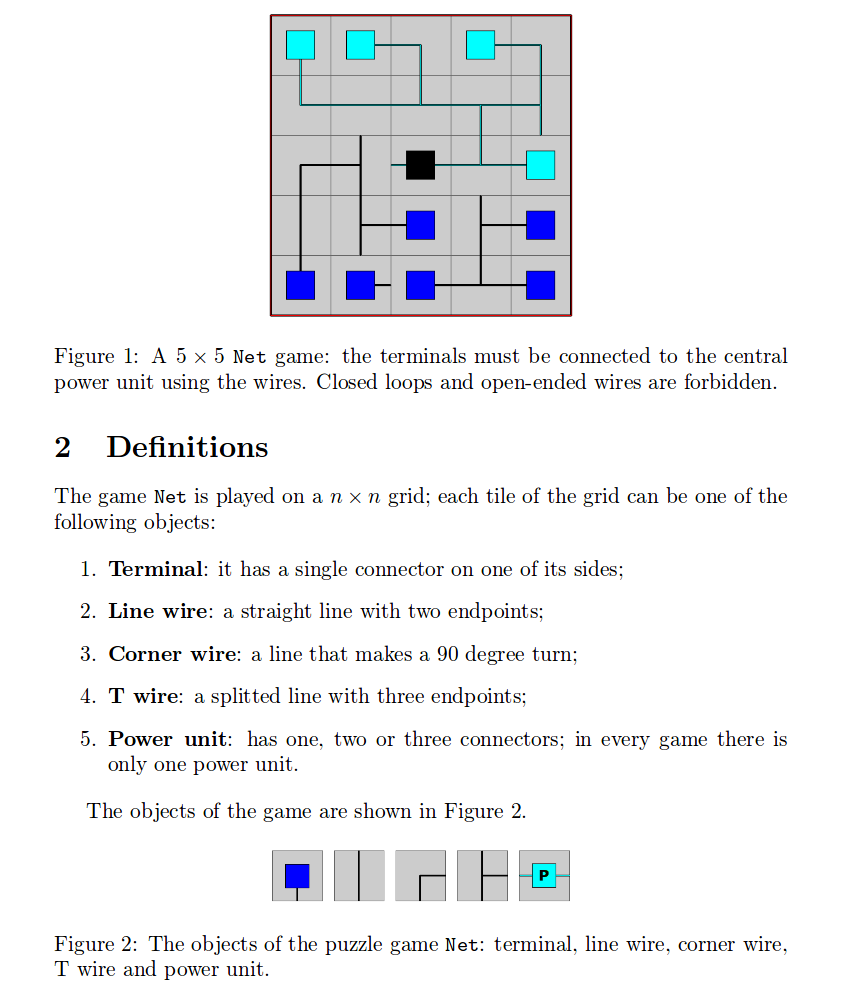 Figure 1: A 5 × 5 Net game: the terminals must be connected to the central
power unit using the wires. Closed loops and open-ended wires are forbidden.
2 Definitions
The game Net is played on a n × n grid; each tile of the grid can be one of the
following objects:
1. Terminal: it has a single connector on one of its sides;
2. Line wire: a straight line with two endpoints;
3. Corner wire: a line that makes a 90 degree turn;
4. T wire: a splitted line with three endpoints;
5. Power unit: has one, two or three connectors; in every game there is
only one power unit.
The objects of the game are shown in Figure 2.
P
Figure 2: The objects of the puzzle game Net: terminal, line wire, corner wire,
T wire and power unit.